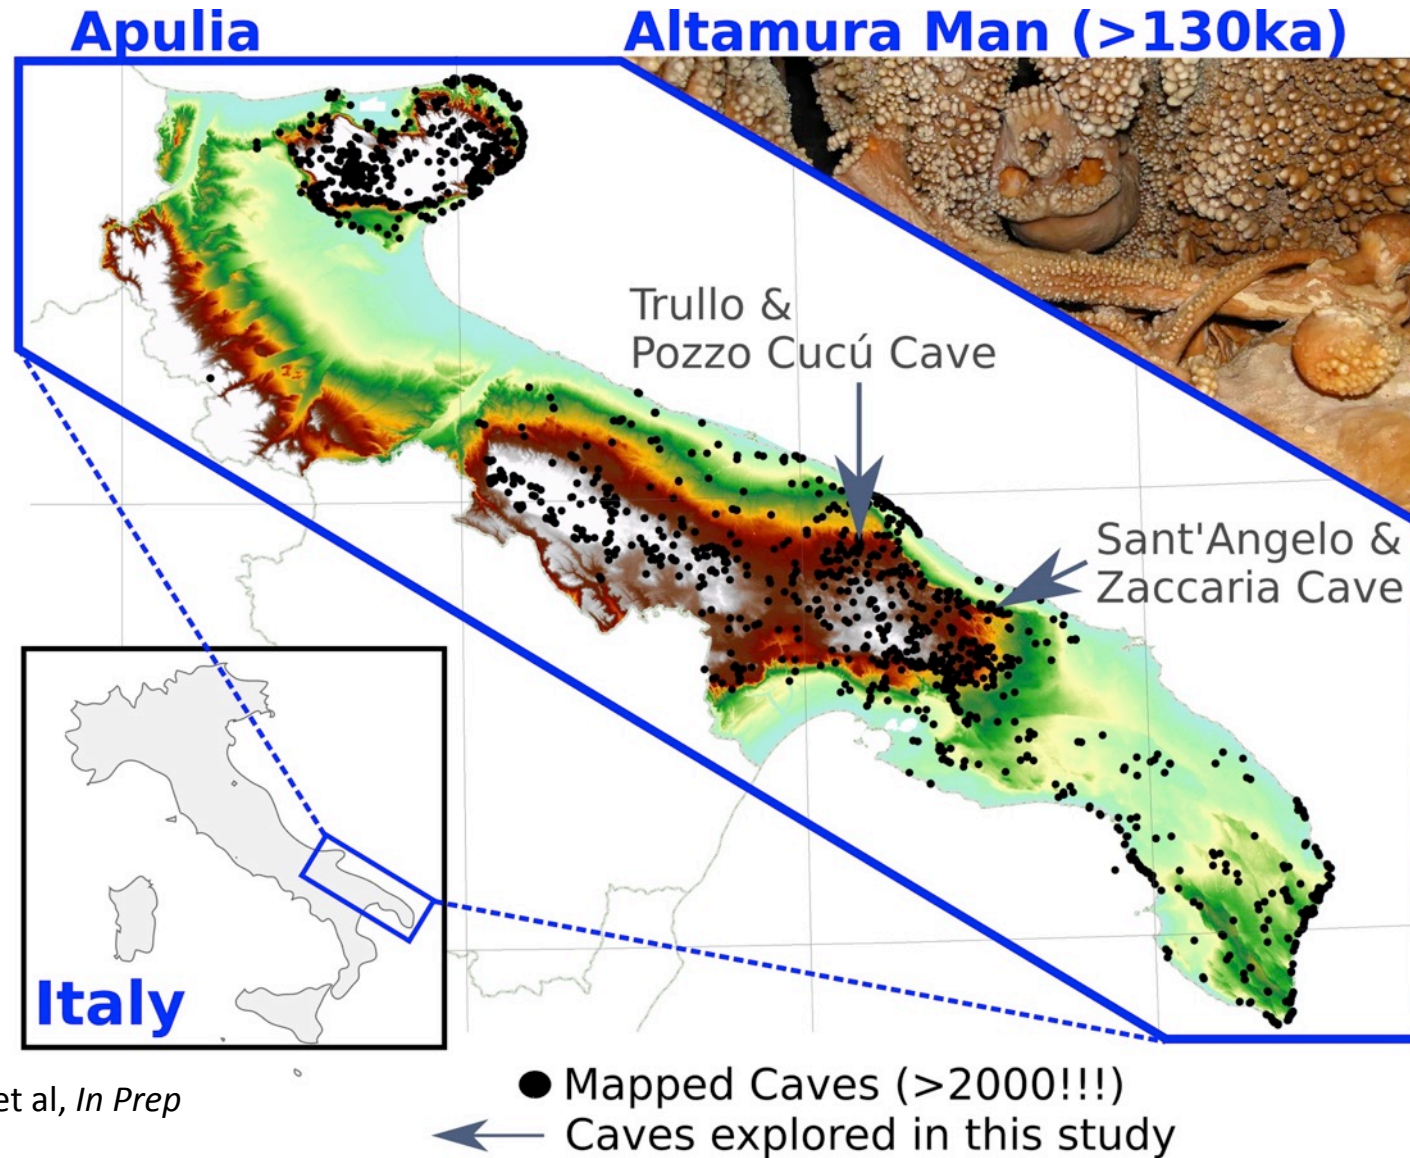 Apulia
Altamura Man (>130ka)
Trullo &
Pozzo Cucú Cave
Sant'Angelo &
Zaccaria Cave
Italy
Mapped Caves (>2000!!!)
et al, In Prep
Caves explored in this study